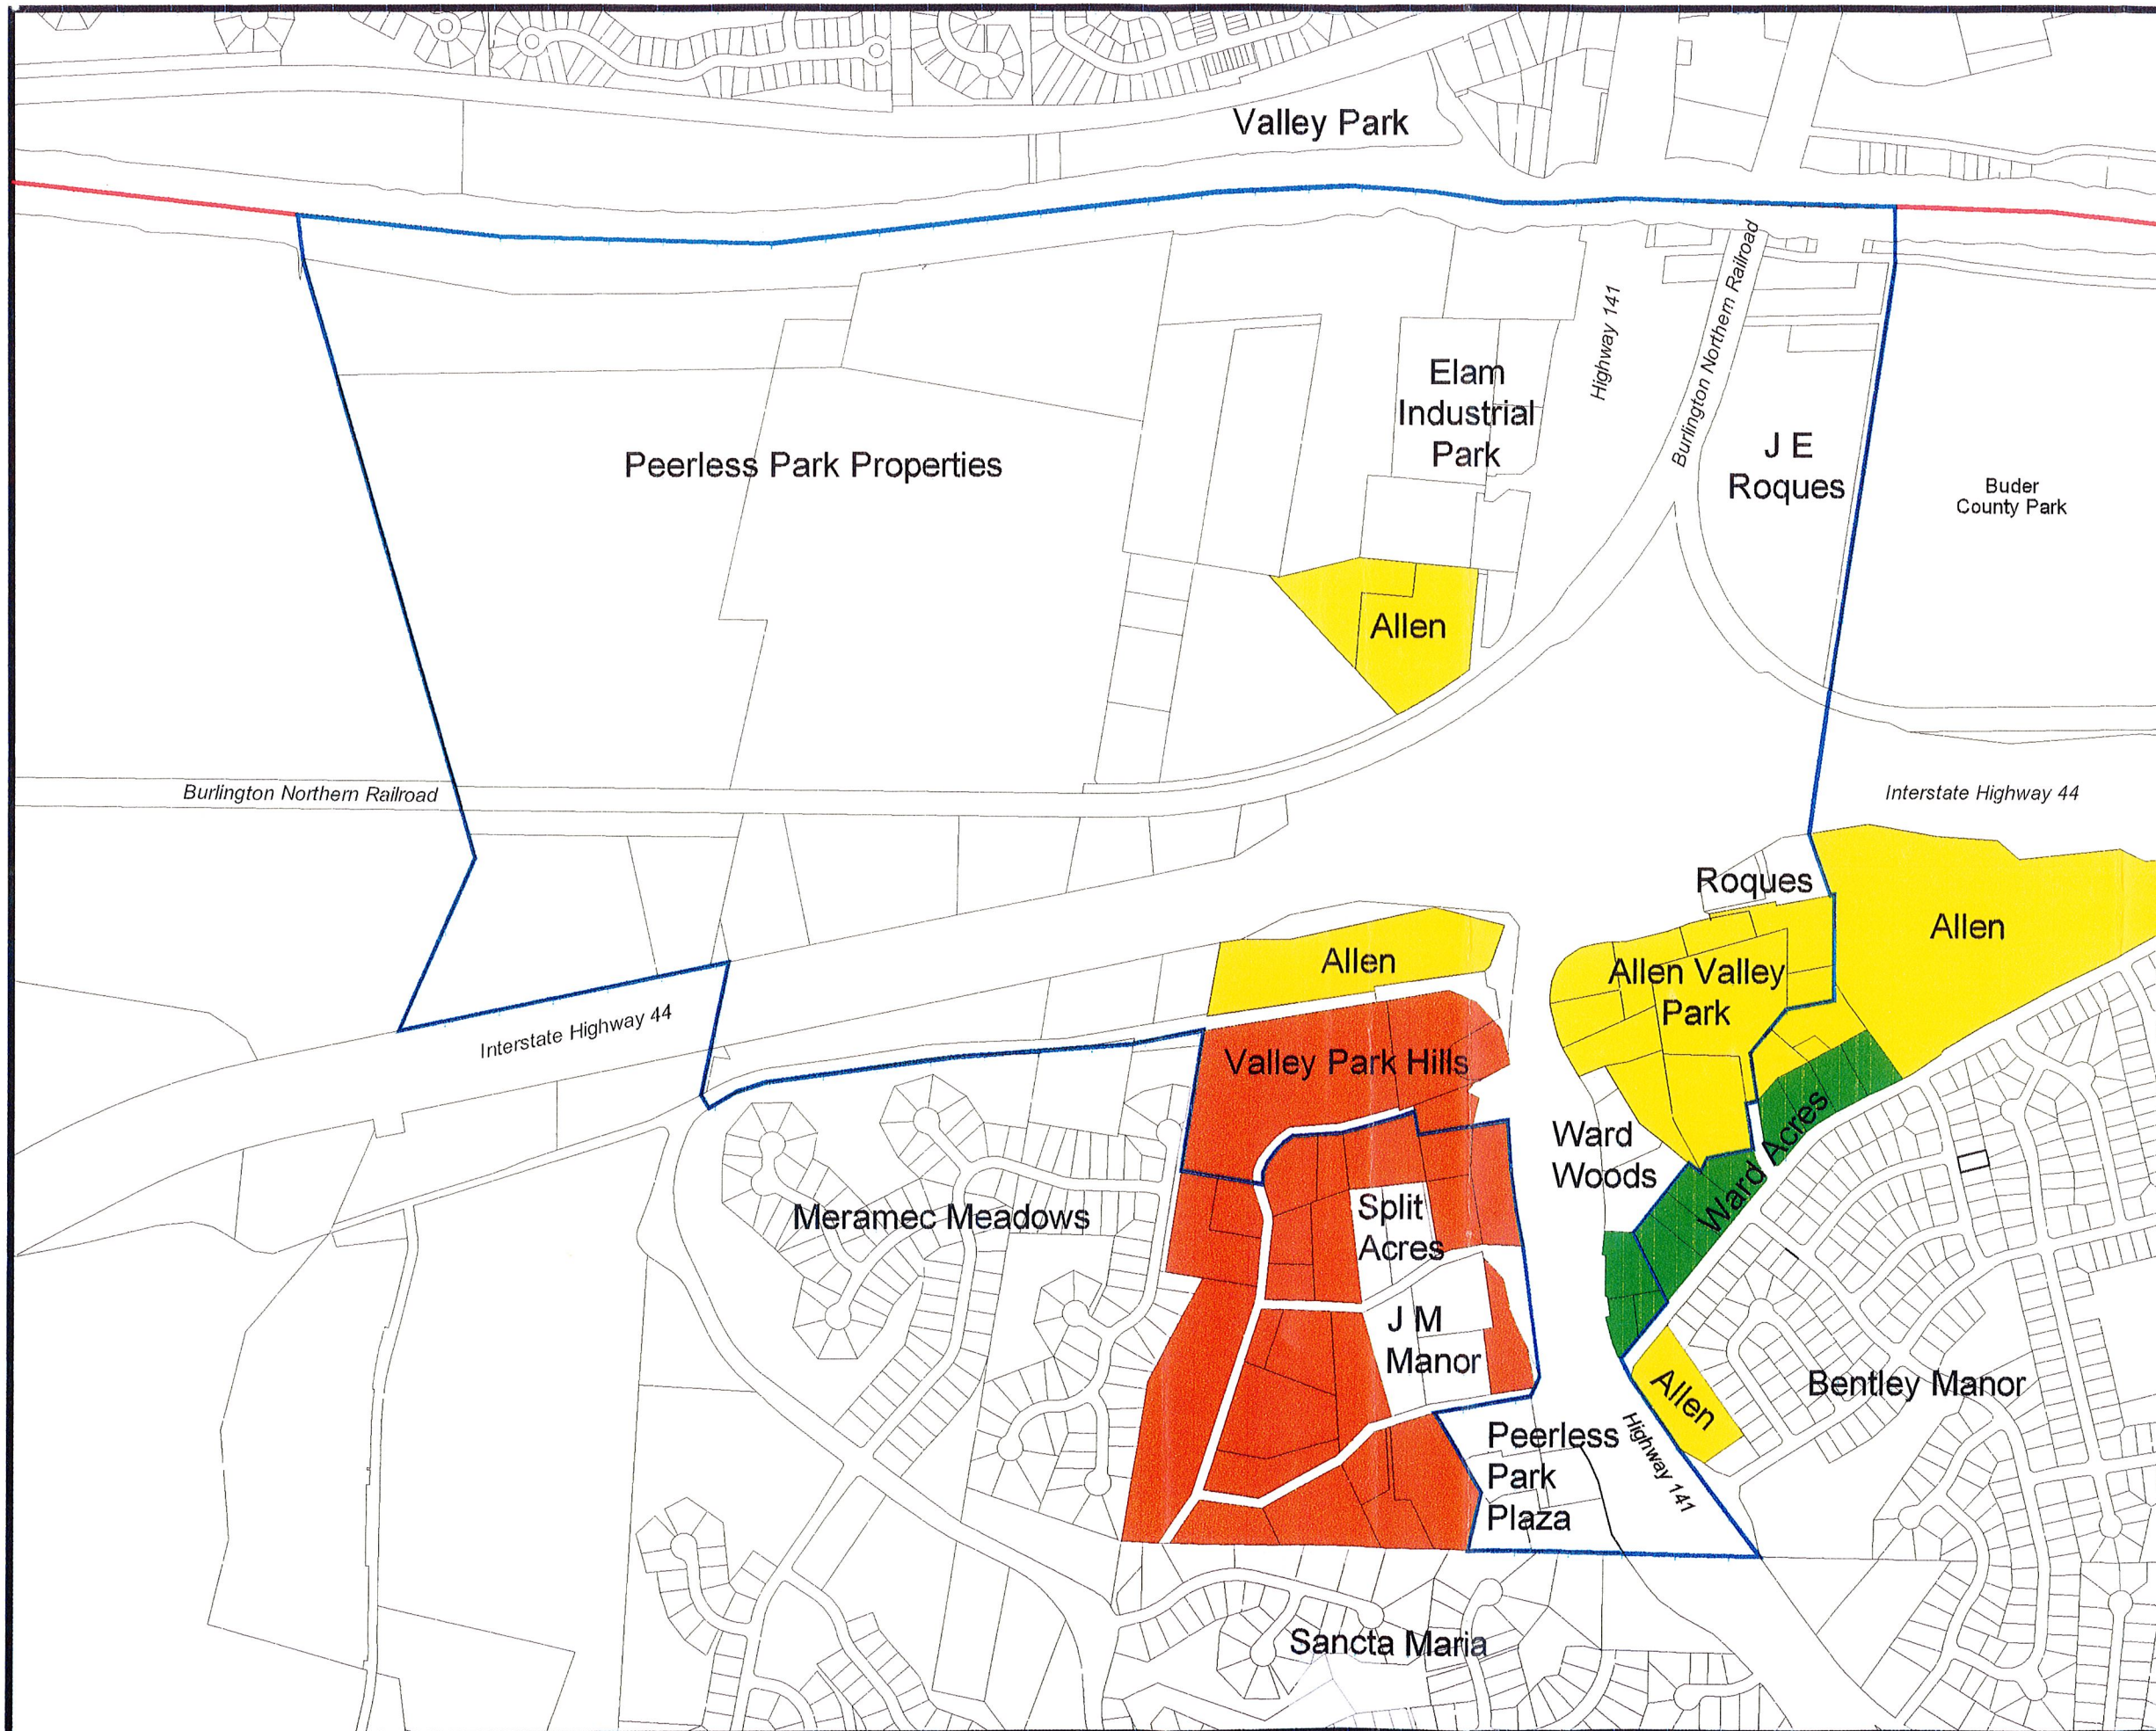 Valley Park
Highway 141
Burlington Northern Railroad
Elam
Industrial
Park
J E
Roques
Peerless Park Properties
Buder
County Park
Allen
Burlington Northern Railroad
Interstate Highway 44
Roques
Allen
Allen
Allen Valley
Park
Interstate Highway 44
Valley Park Hills
Ward
Woods
Ward Acres
Meramec Meadows
Split
Acres
J M
Manor
Allen
Bentley Manor
Peerless
Park
Plaza
Highway 141
Sancta Maria